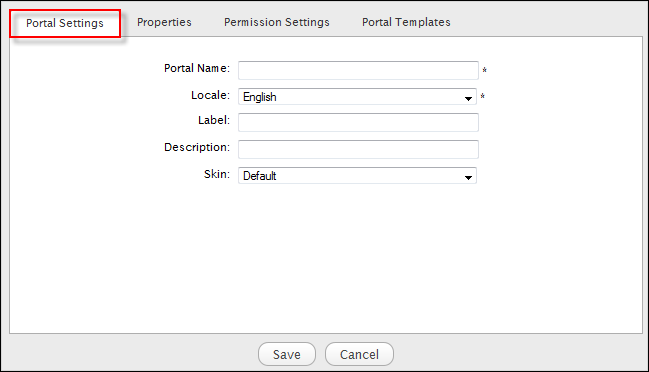 Portal Settings Properties Permission Settings Portal Templates
Portal Name: *
Locale: English *
Label:
Description:
Skin: Default
Save Cancel